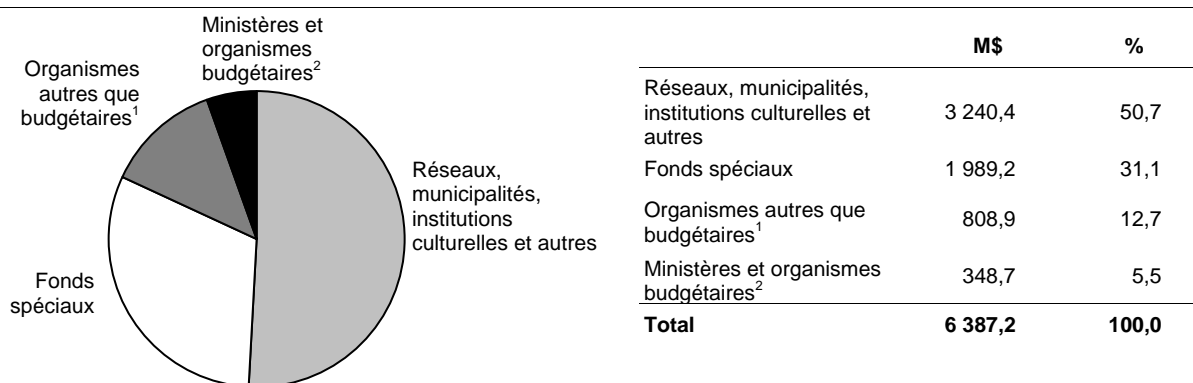 Ministères et
organismes
budgétaires2
Organismes
autres que
budgétaires1
Réseaux,
municipalités,
institutions
culturelles et autres
Fonds
spéciaux
M$ %
Réseaux, municipalités,
institutions culturelles et
autres 3 240,4 50,7
Fonds spéciaux 1 989,2 31,1
Organismes autres que
budgétaires1 808,9 12,7
Ministères et organismes
budgétaires2 348,7 5,5
Total 6 387,2 100,0